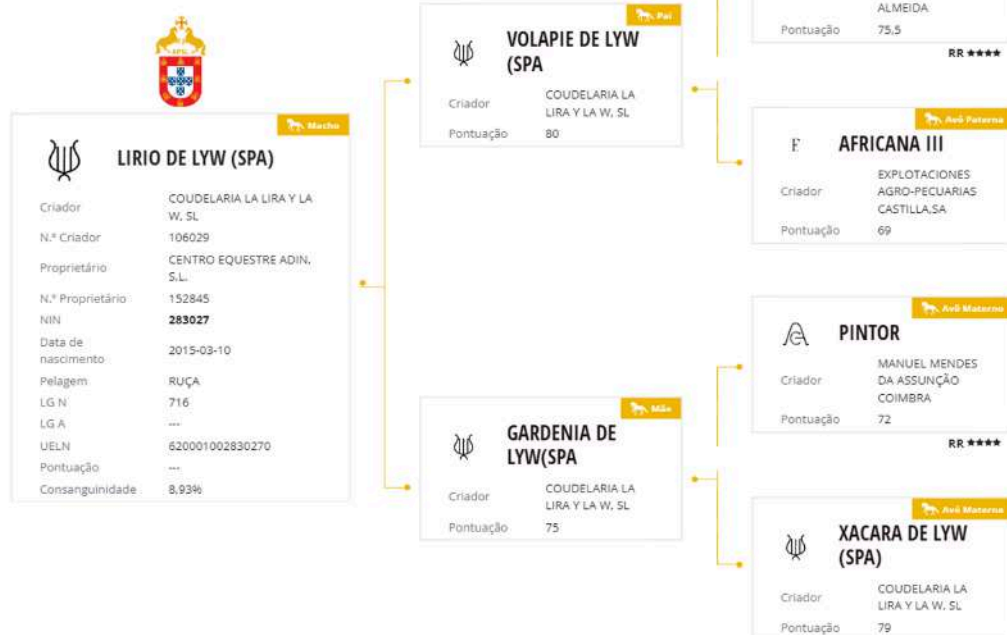 Macho
LIRIO DE LYW (SPA)
Criador COUDELARIA LA LIRA Y LA
W, SL
N.º Criador 106029
Proprietário CENTRO EQUESTRE ADIN,
S.L.
N.º Proprietário 152845
NIN 283027
Data de
nascimento 2015-03-10
Pelagem RUÇA
LG N 716
LG A ---
UELN 620001002830270
Pontuação ---
Consanguinidade 8,93%
Pai
VOLAPIE DE LYW
(SPA
Criador COUDELARIA LA
LIRA Y LA W, SL
Pontuação 80
Mãe
GARDENIA DE
LYW(SPA
Criador COUDELARIA LA
LIRA Y LA W, SL
Pontuação 75
ALMEIDA
Pontuação 75,5
RR ★★★★
Avó Paterna
F AFRICANA III
Criador EXPLOTACIONES
AGRO-PECUARIAS
CASTILLA,SA
Pontuação 69
Avô Materno
PINTOR
Criador MANUEL MENDES
DA ASSUNÇÃO
COIMBRA
Pontuação 72
RR ★★★★
Avó Materna
XACARA DE LYW
(SPA)
Criador COUDELARIA LA
LIRA Y LA W, SL
Pontuação 79